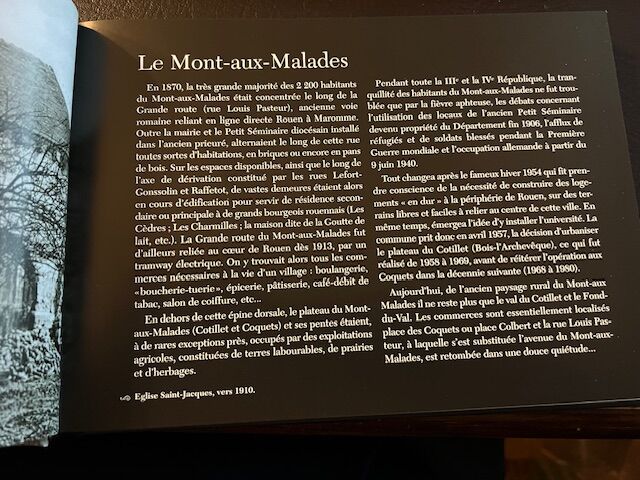 Le Mont-aux-Malades
En 1870, la très grande majorité des 2 200 habitants
du Mont-aux-Malades était concentrée le long de la
Grande route (rue Louis Pasteur), ancienne voie
romaine reliant en ligne directe Rouen à Maromme.
Outre la mairie et le Petit Séminaire diocésain installé
dans l'ancien prieuré, alternaient le long de cette rue
toutes sortes d'habitations, en briques ou encore en pans
de bois. Sur les espaces disponibles, ainsi que le long de
l'axe de dérivation constitué par les rues Lefort-
Gonssolin et Raffetot, de vastes demeures étaient alors
en cours d'édification pour servir de résidence secon-
daire ou principale à de grands bourgeois rouennais (Les
Cèdres ; Les Charmilles ; la maison dite de la Goutte de
lait, etc.). La Grande route du Mont-aux-Malades fut
d'ailleurs reliée au cœur de Rouen dès 1913, par un
tramway électrique. On y trouvait alors tous les com-
merces nécessaires à la vie d'un village : boulangerie,
« boucherie-tuerie », épicerie, pâtisserie, café-débit de
tabac, salon de coiffure, etc...
En dehors de cette épine dorsale, le plateau du Mont-
aux-Malades (Cotillet et Coquets) et ses pentes étaient,
à de rares exceptions près, occupés par des exploitations
agricoles, constituées de terres labourables, de prairies
et d'herbages.
Eglise Saint-Jacques, vers 1910.
Pendant toute la IIIe et la IVe République, la tran-
quillité des habitants du Mont-aux-Malades ne fut trou-
blée que par la fièvre aphteuse, les débats concernant
l'utilisation des locaux de l'ancien Petit Séminaire
devenu propriété du Département fin 1906, l'afflux de
réfugiés et de soldats blessés pendant la Première
Guerre mondiale et l'occupation allemande à partir du
9 juin 1940.
Tout changea après le fameux hiver 1954 qui fit pren-
dre conscience de la nécessité de construire des loge-
ments « en dur » à la périphérie de Rouen, sur des ter-
rains libres et faciles à relier au centre de cette ville. En
même temps, émergea l'idée d'y installer l'université. La
commune prit donc en avril 1957, la décision d'urbaniser
le plateau du Cotillet (Bois-l'Archevêque), ce qui fut
réalisé de 1958 à 1969, avant de réitérer l'opération aux
Coquets dans la décennie suivante (1968 à 1980).
Aujourd'hui, de l'ancien paysage rural du Mont-aux
Malades il ne reste plus que le val du Cotillet et le Fond-
du-Val. Les commerces sont essentiellement localisés
place des Coquets ou place Colbert et la rue Louis Pas-
teur, à laquelle s'est substituée l'avenue du Mont-aux-
Malades, est retombée dans une douce quiétude...